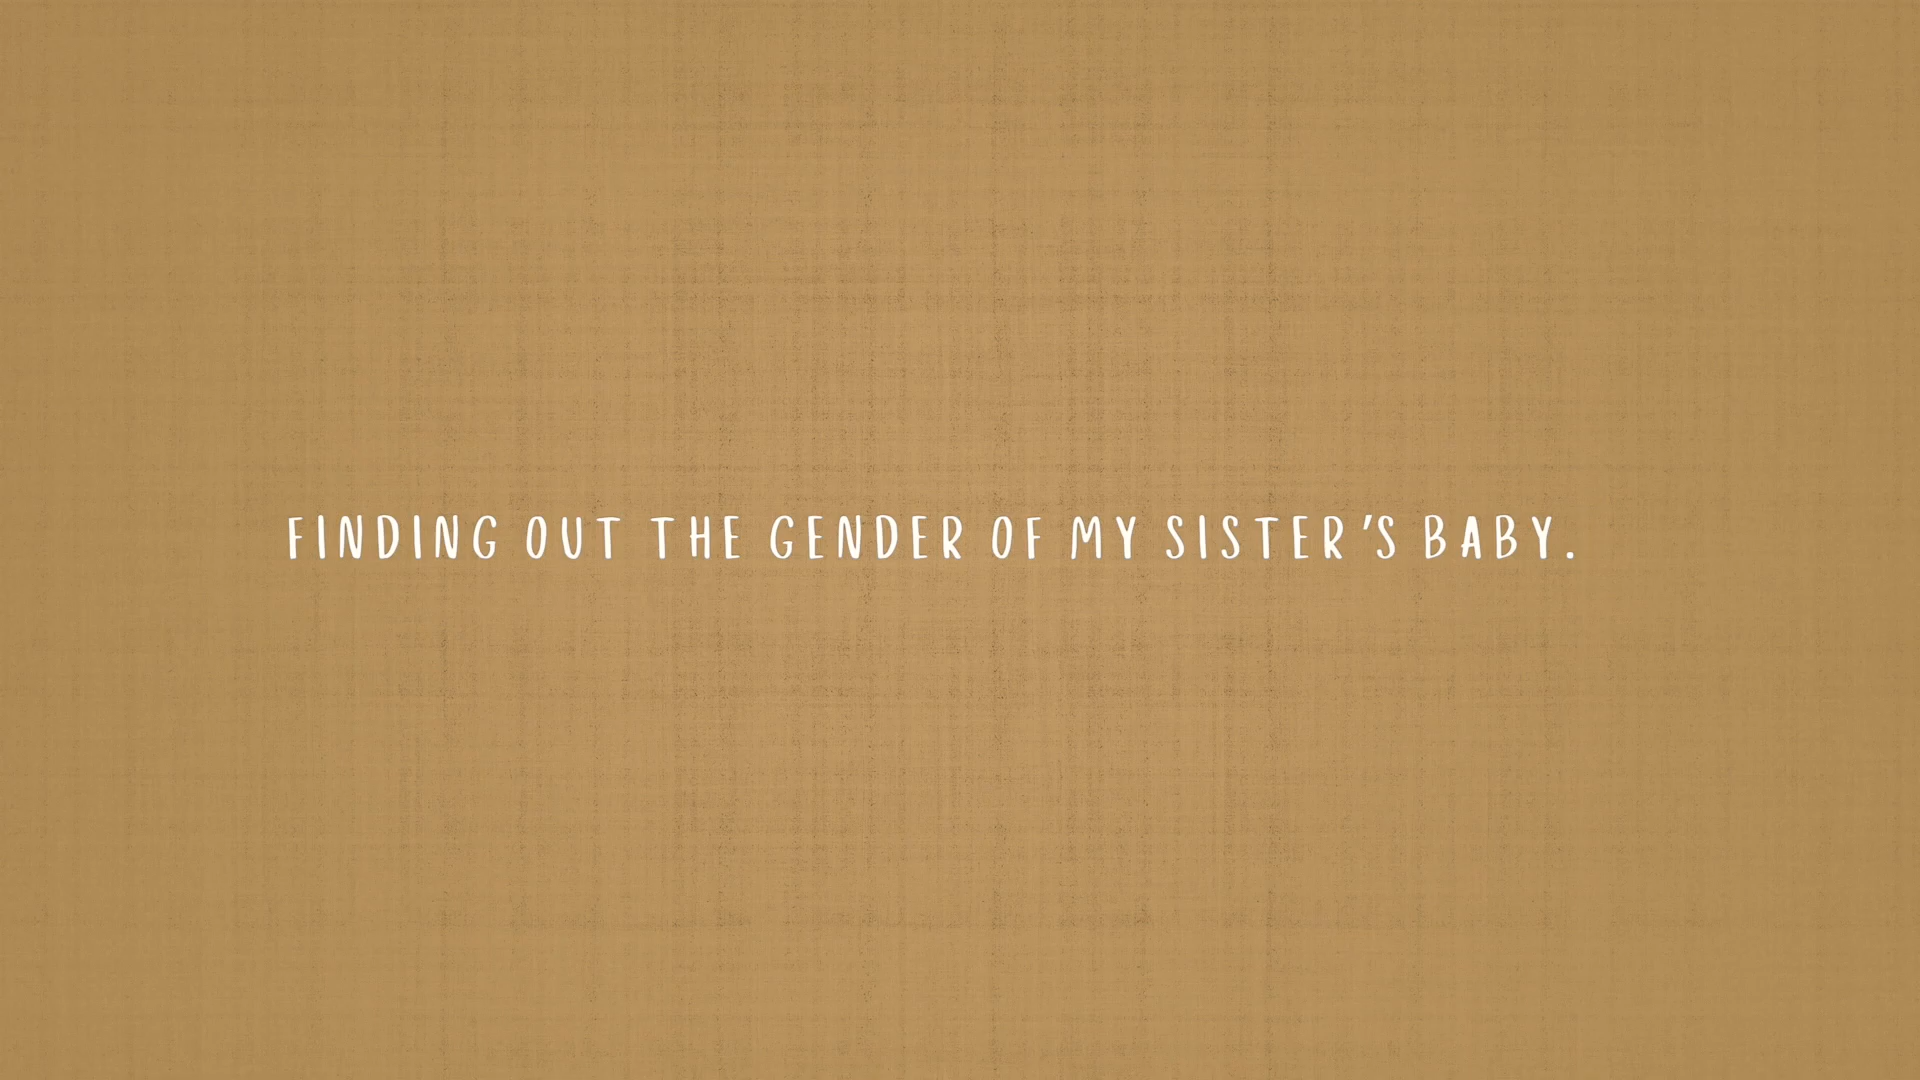 FINDING OUT THE GENDER OF MY SISTER'S BABY.